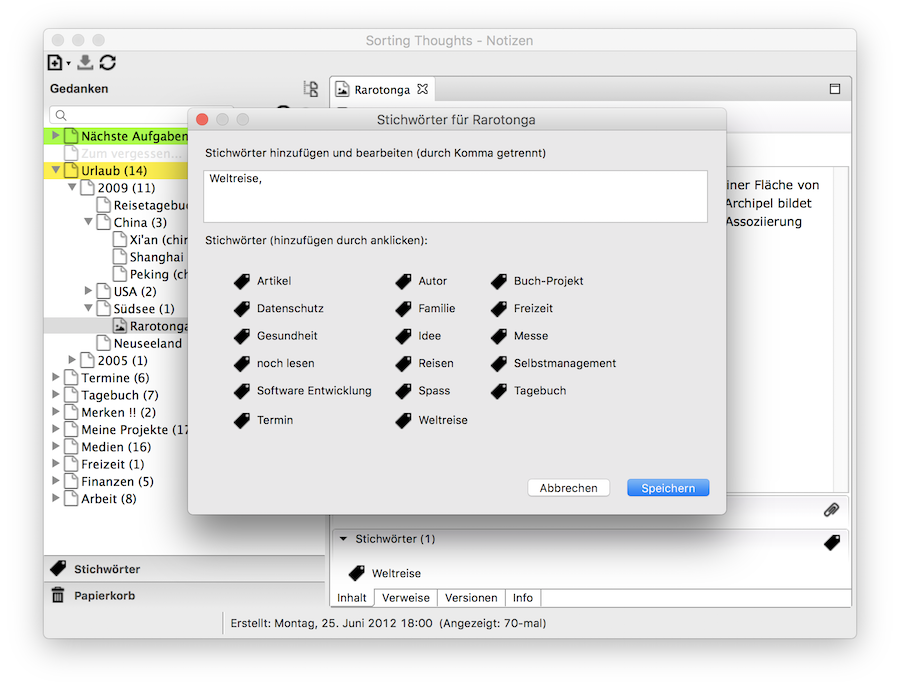 Sorting Thoughts - Notizen
Gedanken
Rarotonga
Stichwörter für Rarotonga
Stichwörter hinzufügen und bearbeiten (durch Komma getrennt)
Weltreise,
Stichwörter (hinzufügen durch anklicken):
Artikel Autor Buch-Projekt
Datenschutz Familie Freizeit
Gesundheit Idee Messe
noch lesen Reisen Selbstmanagement
Software Entwicklung Spass Tagebuch
Termin Weltreise
Abbrechen Speichern
Nächste Aufgaben
Zum vergessen...
Urlaub (14)
2009 (11)
Reisetagebu
China (3)
Xi'an (chi
Shanghai
Peking (ch
USA (2)
Südsee (1)
Rarotonga
Neuseeland
2005 (1)
Termine (6)
Tagebuch (7)
Merken !! (2)
Meine Projekte (17
Medien (16)
Freizeit (1)
Finanzen (5)
Arbeit (8)
Stichwörter
Papierkorb
iner Fläche von
Archipel bildet
Assoziierung
Stichwörter (1)
Weltreise
Inhalt Verweise Versionen Info
Erstellt: Montag, 25. Juni 2012 18:00 (Angezeigt: 70-mal)